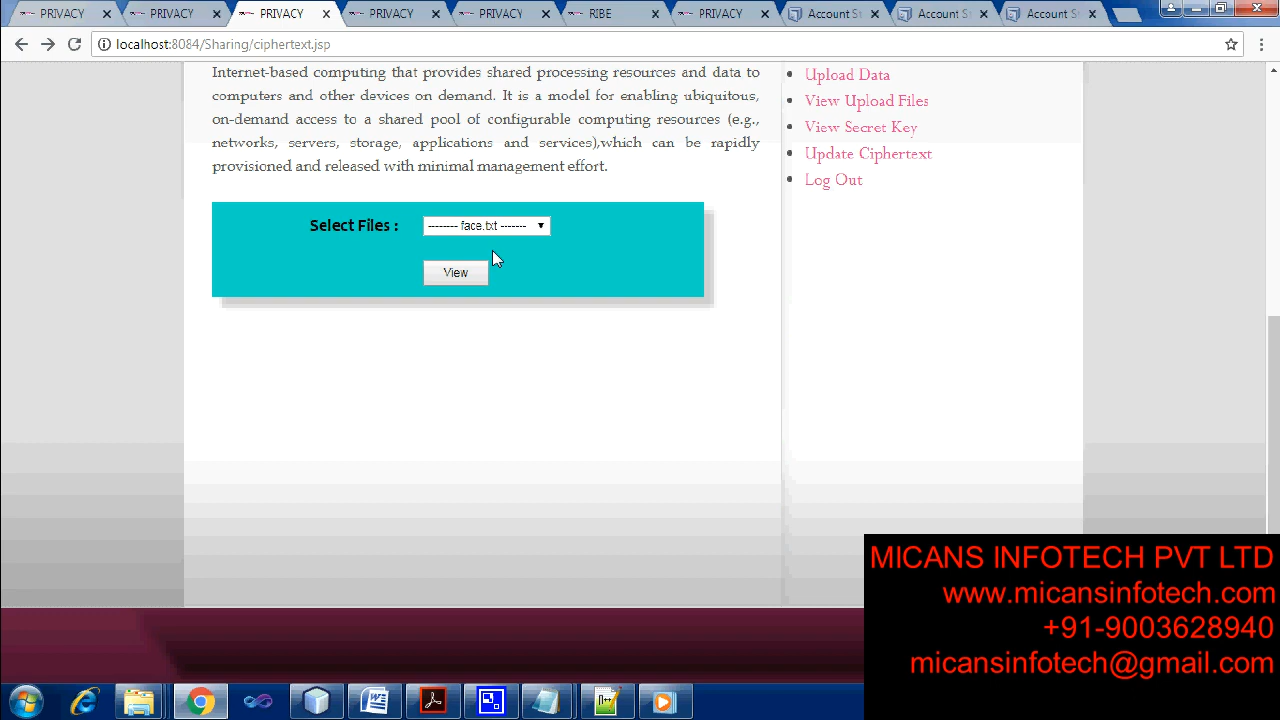 PRIVACY
PRIVACY
PRIVACY
PRIVACY
PRIVACY
RIBE
PRIVACY
Account S
Account S
Account S
localhost:8084/Sharing/ciphertext.jsp
Internet-based computing that provides shared processing resources and data to
computers and other devices on demand. It is a model for enabling ubiquitous,
on-demand access to a shared pool of configurable computing resources (e.g.,
networks, servers, storage, applications and services),which can be rapidly
provisioned and released with minimal management effort.
Select Files :
-------- face.txt -------
View
Upload Data
View Upload Files
View Secret Key
Update Ciphertext
Log Out
MICANS INFOTECH PVT LTD
www.micansinfotech.com
+91-9003628940
micansinfotech@gmail.com